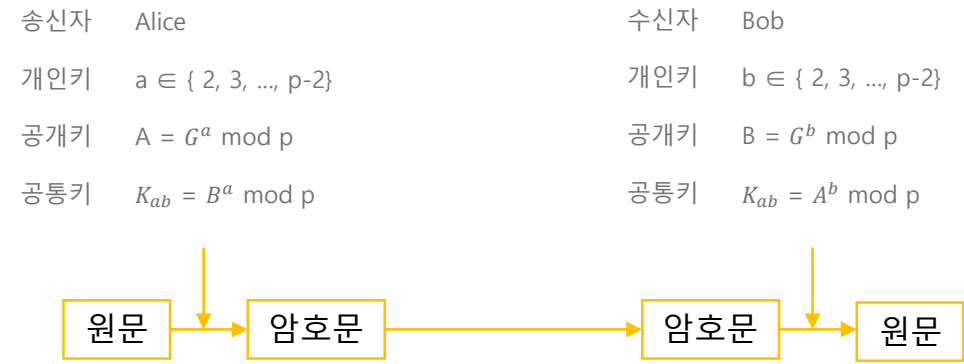 송신자 Alice 수신자 Bob
개인키 a ∈ { 2, 3, ..., p-2} 개인키 b ∈ { 2, 3, ..., p-2}
공개키 A = G^a mod p 공개키 B = G^b mod p
공통키 K_ab = B^a mod p 공통키 K_ab = A^b mod p
원문 암호문 암호문 원문